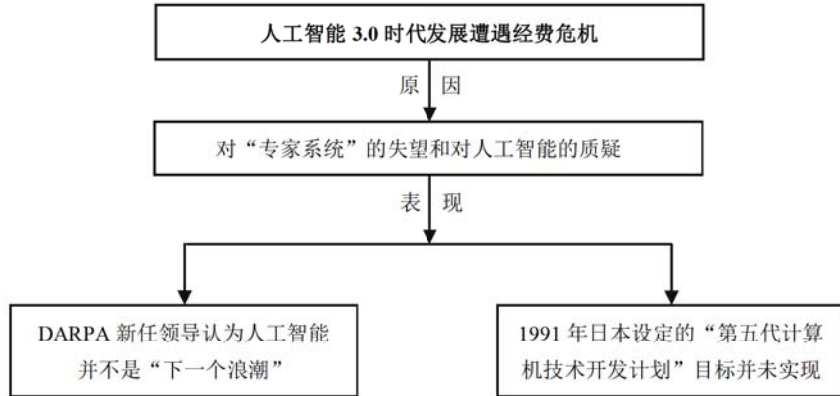 人工智能 3.0 时代发展遭遇经费危机
原 因
对“专家系统”的失望和对人工智能的质疑
表 现
DARPA 新任领导认为人工智能
并不是“下一个浪潮”
1991 年日本设定的“第五代计算
机技术开发计划”目标并未实现